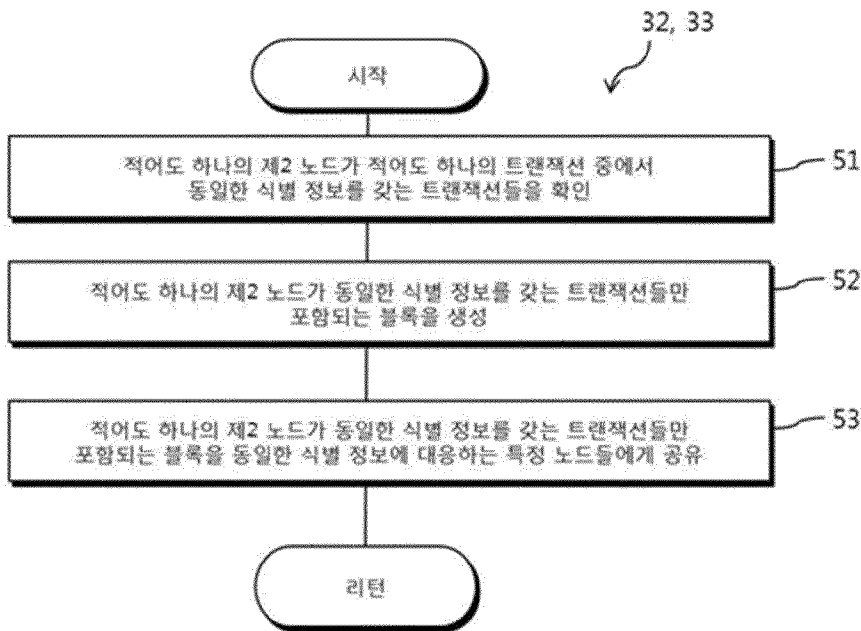 32, 33
시작
적어도 하나의 제2 노드가 적어도 하나의 트랜잭션 중에서
동일한 식별 정보를 갖는 트랜잭션들을 확인
51
적어도 하나의 제2 노드가 동일한 식별 정보를 갖는 트랜잭션들만
포함되는 블록을 생성
52
적어도 하나의 제2 노드가 동일한 식별 정보를 갖는 트랜잭션들만
포함되는 블록을 동일한 식별 정보에 대응하는 특정 노드들에게 공유
53
리턴